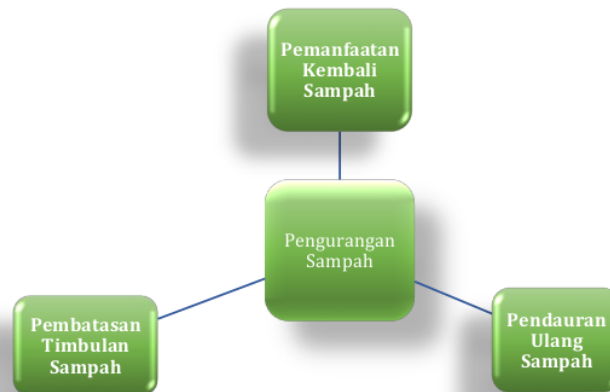 Pemanfaatan
Kembali
Sampah
Pengurangan
Sampah
Pembatasan
Timbulan
Sampah
Pendauran
Ulang
Sampah